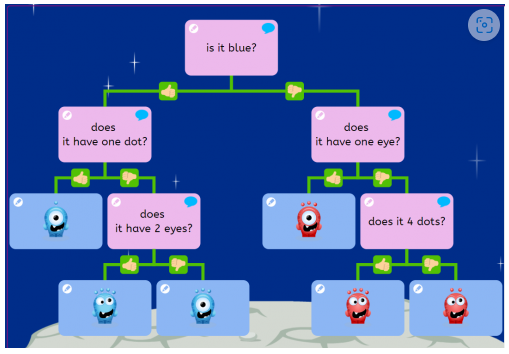 is it blue?
does
it have one dot?
does
it have one eye?
does
it have 2 eyes?
does it 4 dots?